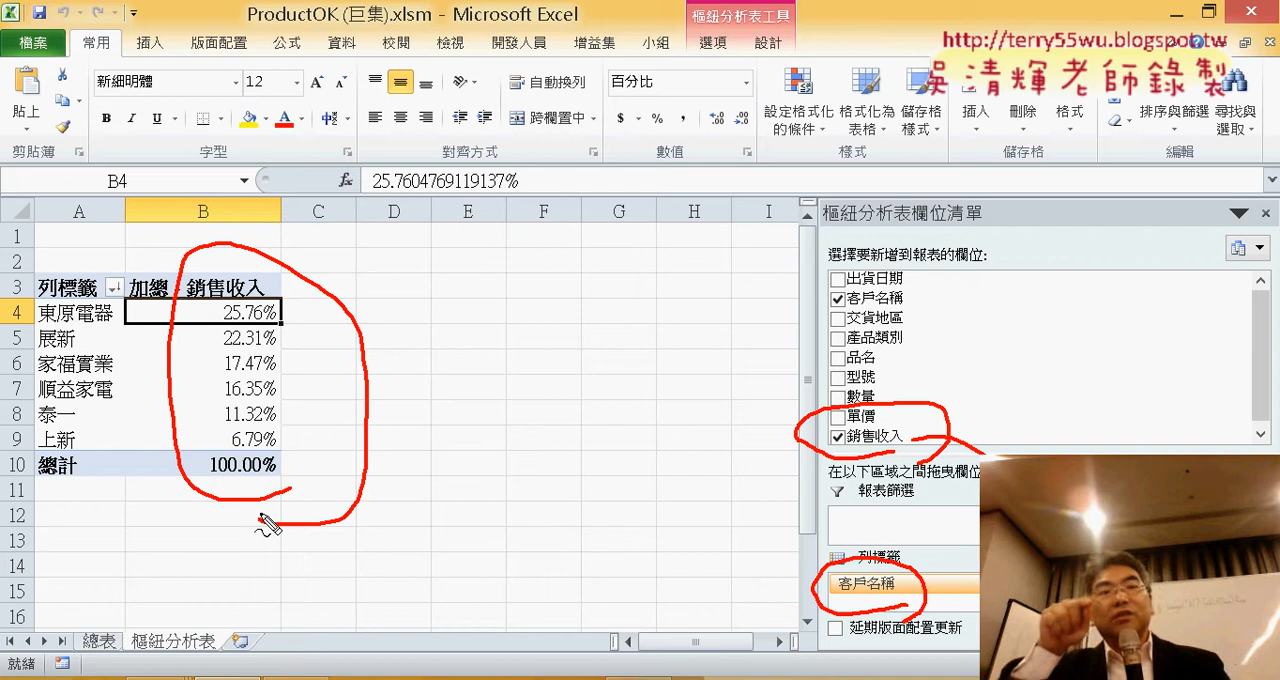 ProductOK (巨集).xlsm - Microsoft Excel
樞紐分析表工具
檔案 常用 插入 版面配置 公式 資料 校閱 檢視 開發人員 增益集 小組 選項 設計
http://terry55wu.blogspot.tw
吳清輝老師錄製
貼上
新細明體 12
B I U A 中
自動換列
跨欄置中
百分比
$ % ,
設定格式化的條件
格式化為表格
儲存格樣式
插入 刪除 格式
排序與篩選 尋找與選取
剪貼簿 字型 對齊方式 數值 樣式 儲存格 編輯
B4 fx 25.7604769119137%
A B C D E F G H I
1
2
3 列標籤 加總 - 銷售收入
4 東原電器 25.76%
5 展新 22.31%
6 家福實業 17.47%
7 順益家電 16.35%
8 泰一 11.32%
9 上新 6.79%
10 總計 100.00%
11
12
13
14
15
16
樞紐分析表欄位清單
選擇要新增到報表的欄位:
出貨日期
客戶名稱
交貨地區
產品類別
品名
型號
數量
單價
銷售收入
在以下區域之間拖曳欄位
報表篩選
列標籤
客戶名稱
延期版面配置更新
總表 樞紐分析表
就緒